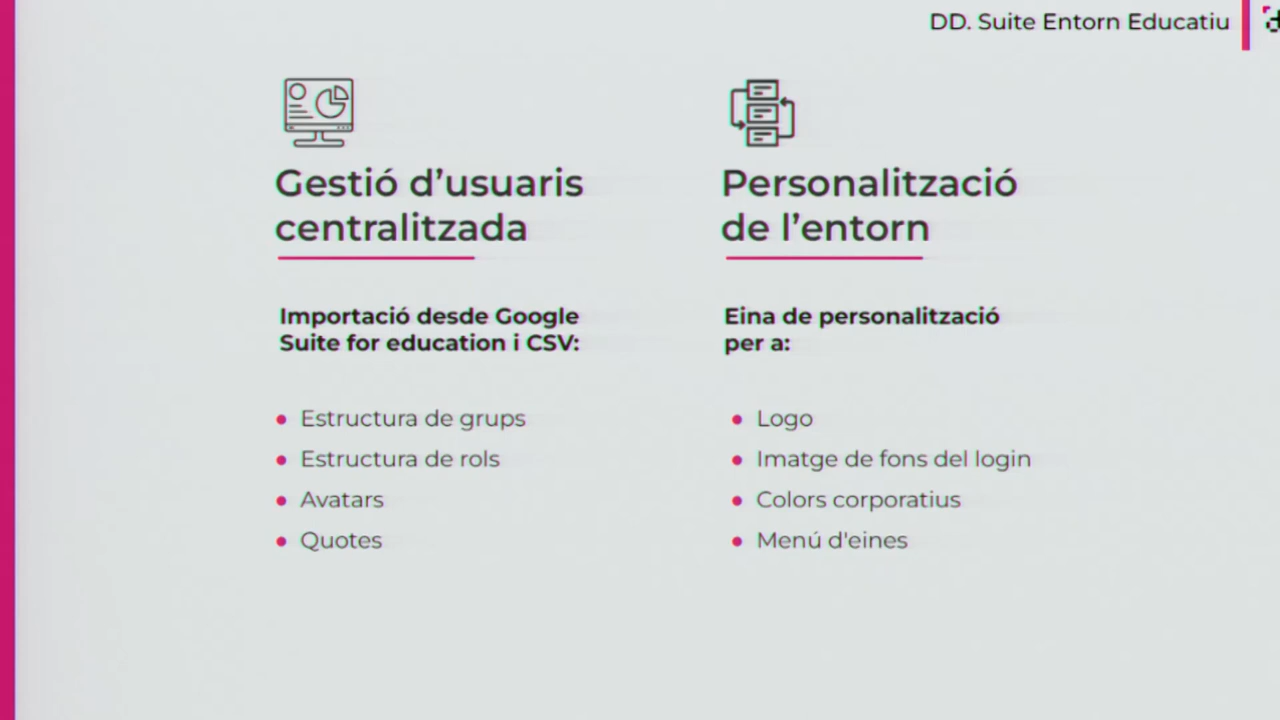 DD. Suite Entorn Educatiu
Gestió d’usuaris
centralitzada
Importació desde Google
Suite for education i CSV:
• Estructura de grups
• Estructura de rols
• Avatars
• Quotes
Personalització
de l’entorn
Eina de personalització
per a:
• Logo
• Imatge de fons del login
• Colors corporatius
• Menú d'eines